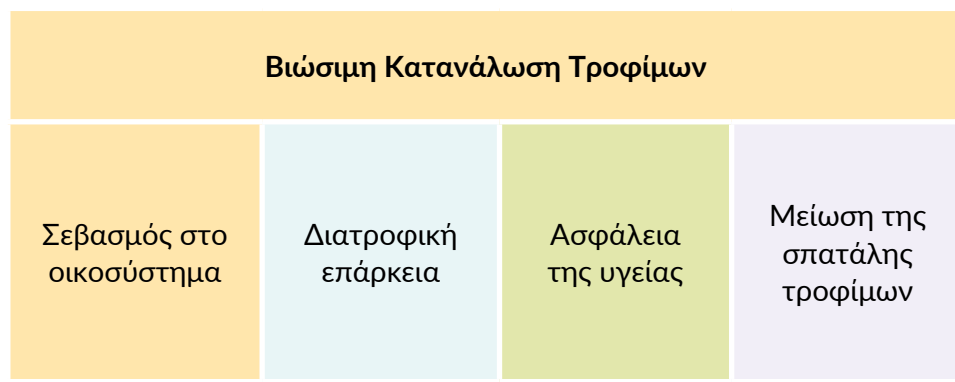 Βιώσιμη Κατανάλωση Τροφίμων
Σεβασμός στο
οικοσύστημα
Διατροφική
επάρκεια
Ασφάλεια
της υγείας
Μείωση της
σπατάλης
τροφίμων